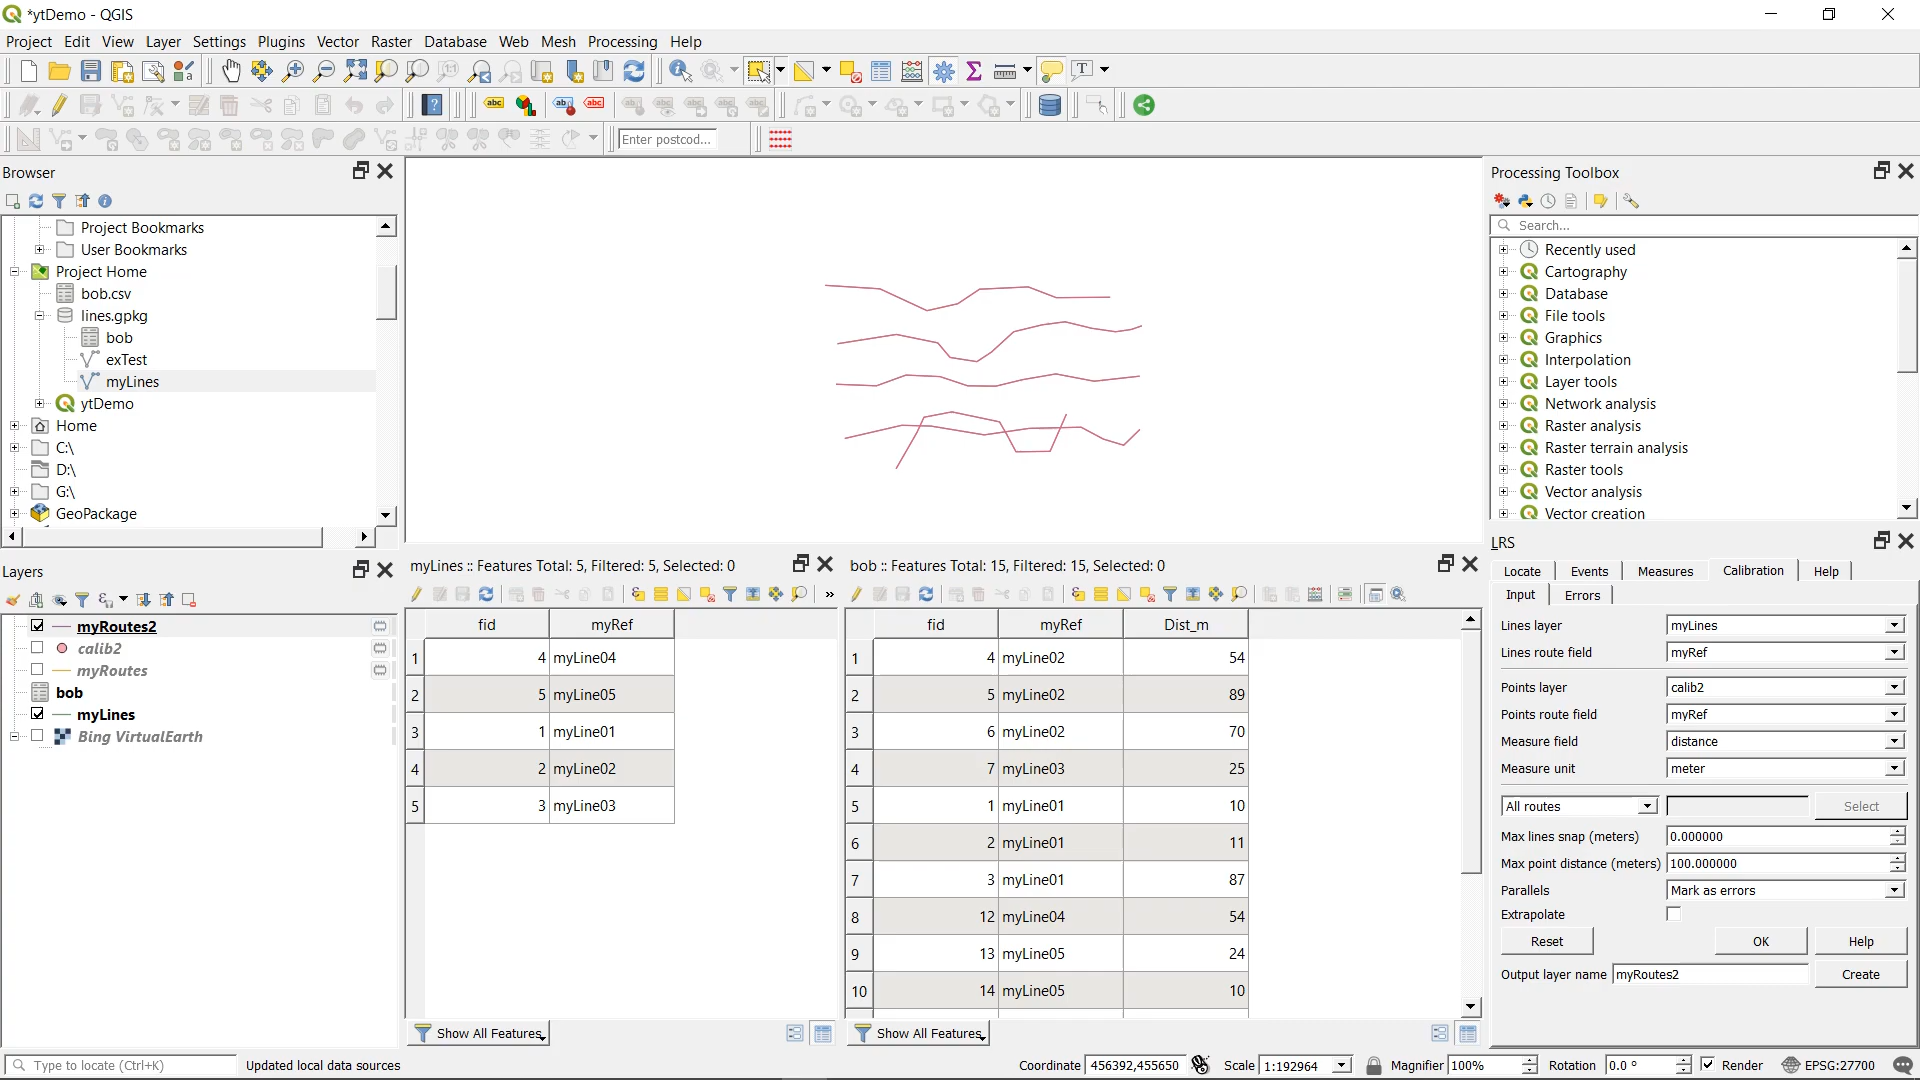 *ytDemo - QGIS
Project Edit View Layer Settings Plugins Vector Raster Database Web Mesh Processing Help
Enter postcod...
Browser
Project Bookmarks
User Bookmarks
Project Home
bob.csv
lines.gpkg
bob
exTest
myLines
ytDemo
Home
C:\
D:\
G:\
GeoPackage
Layers
myRoutes2
calib2
myRoutes
bob
myLines
Bing VirtualEarth
myLines :: Features Total: 5, Filtered: 5, Selected: 0
fid myRef
1 4 myLine04
2 5 myLine05
3 1 myLine01
4 2 myLine02
5 3 myLine03
Show All Features
bob :: Features Total: 15, Filtered: 15, Selected: 0
fid myRef Dist_m
1 4 myLine02 54
2 5 myLine02 89
3 6 myLine02 70
4 7 myLine03 25
5 1 myLine01 10
6 2 myLine01 11
7 3 myLine01 87
8 12 myLine04 54
9 13 myLine05 24
10 14 myLine05 10
Show All Features
Processing Toolbox
Search...
Recently used
Cartography
Database
File tools
Graphics
Interpolation
Layer tools
Network analysis
Raster analysis
Raster terrain analysis
Raster tools
Vector analysis
Vector creation
LRS
Locate Events Measures Calibration Help
Input Errors
Lines layer myLines
Lines route field myRef
Points layer calib2
Points route field myRef
Measure field distance
Measure unit meter
All routes Select
Max lines snap (meters) 0.000000
Max point distance (meters) 100.000000
Parallels Mark as errors
Extrapolate
Reset OK Help
Output layer name myRoutes2 Create
Type to locate (Ctrl+K) Updated local data sources Coordinate 456392,455650 Scale 1:192964 Magnifier 100% Rotation 0.0 ° Render EPSG:27700